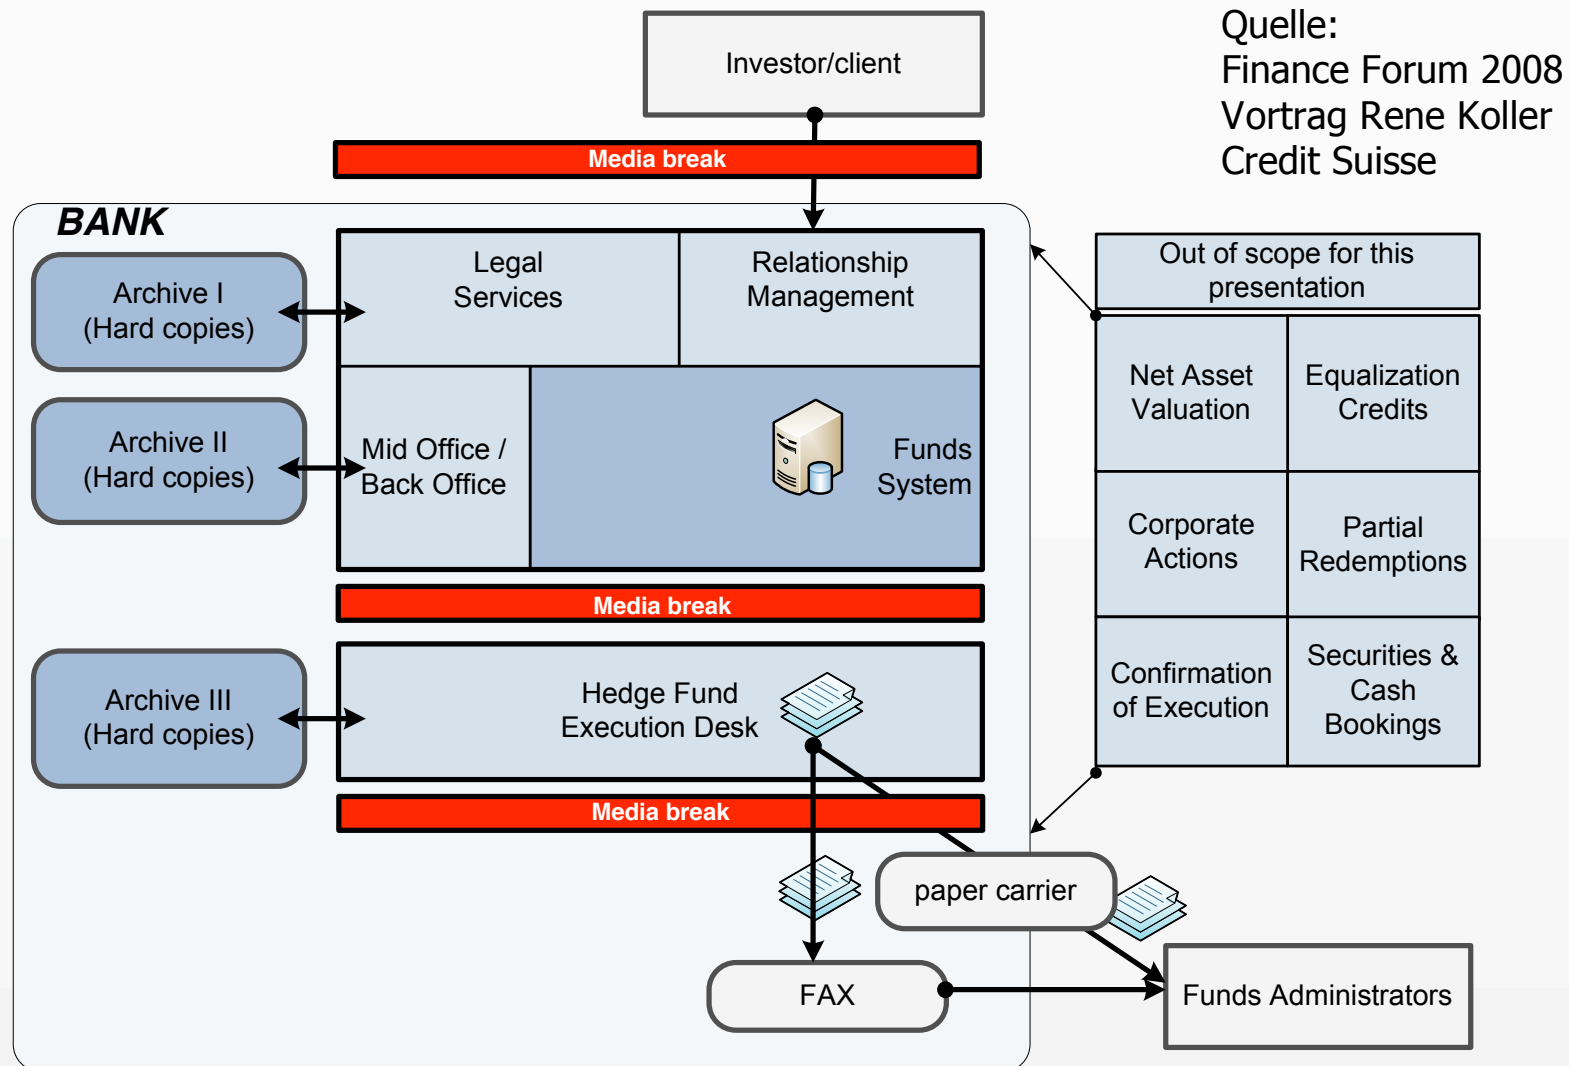 Quelle:
Finance Forum 2008
Vortrag Rene Koller
Credit Suisse
Investor/client
Media break
BANK
Archive I
(Hard copies)
Legal
Services
Relationship
Management
Archive II
(Hard copies)
Mid Office /
Back Office
Funds
System
Media break
Archive III
(Hard copies)
Hedge Fund
Execution Desk
Media break
paper carrier
FAX
Funds Administrators
Out of scope for this
presentation
Net Asset
Valuation
Equalization
Credits
Corporate
Actions
Partial
Redemptions
Confirmation
of Execution
Securities &
Cash
Bookings